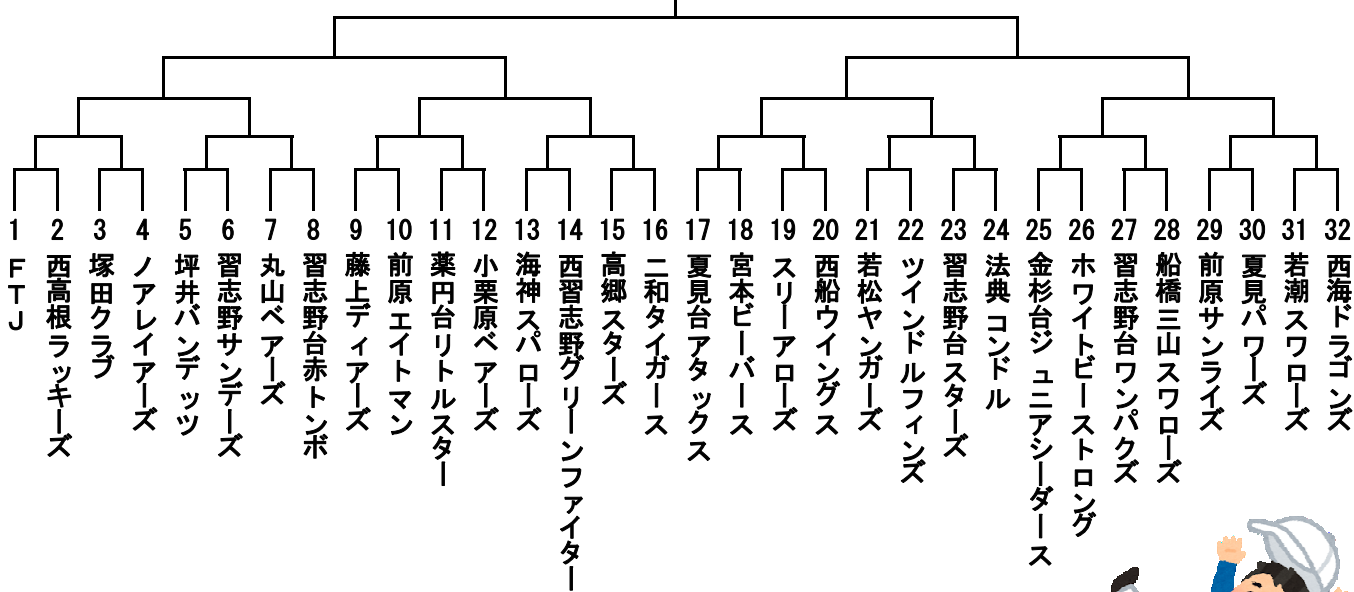 1 FTJ
2 西高根ラッキーズ
3 塚田クラブ
4 ノアレイアーズ
5 坪井バンデッツ
6 習志野サンデーズ
7 丸山ベアーズ
8 習志野台赤トンボ
9 藤上ディアーズ
10 前原エイトマン
11 薬円台リトルスター
12 小栗原ベアーズ
13 海神スパローズ
14 西習志野グリーンファイター
15 高郷スターズ
16 二和タイガース
17 夏見台アタックス
18 宮本ビーバース
19 スリーアローズ
20 西船ウイングス
21 若松ヤンガーズ
22 ツインドルフィンズ
23 習志野台スターズ
24 法典コンドル
25 金杉台ジュニアシーダース
26 ホワイトビーストロング
27 習志野台ワンパクズ
28 船橋三山スワローズ
29 前原サンライズ
30 夏見パワーズ
31 若潮スワローズ
32 西海ドラゴンズ